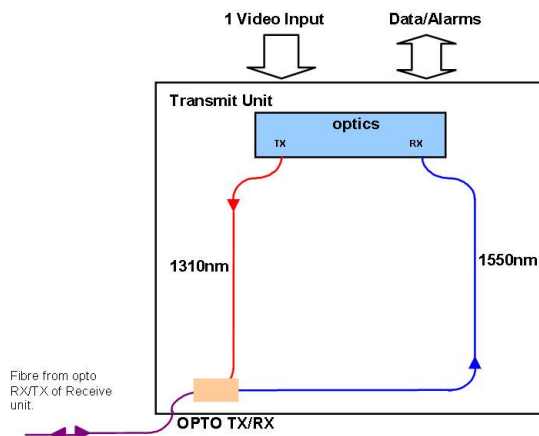 1 Video Input
Data/Alarms
Transmit Unit
optics
TX
RX
1310nm
1550nm
Fibre from opto
RX/TX of Receive
unit.
OPTO TX/RX